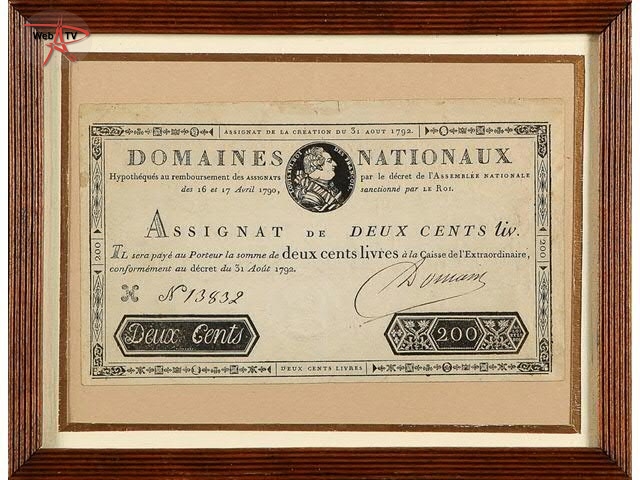 Web TV
ASSIGNAT DE LA CREATION DU 31 AOUT 1792.
DOMAINES NATIONAUX
Hypothéqués au remboursement des ASSIGNATS par le décret de l'ASSEMBLÉE NATIONALE
des 16 et 17 Avril 1790, sanctionné par LE ROI.
ASSIGNAT DE DEUX CENTS liv.
IL sera payé au Porteur la somme de deux cents livres à la Caisse de l'Extraordinaire,
conformément au décret du 31 Août 1792.
N 13832
Domain
Deux Cents
200
200
200
DEUX CENTS LIVRES